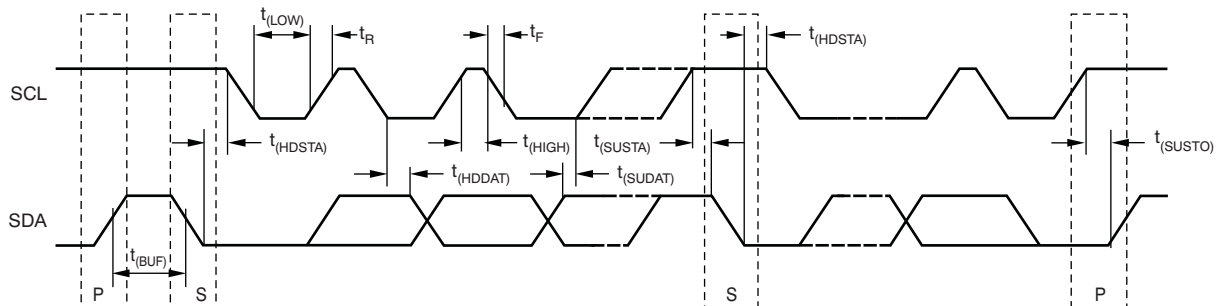 t(LOW)
tR
tF
t(HDSTA)
SCL
t(HDSTA)
t(HIGH)
t(SUSTA)
t(SUSTO)
t(HDDAT)
t(SUDAT)
SDA
t(BUF)
P
S
S
P